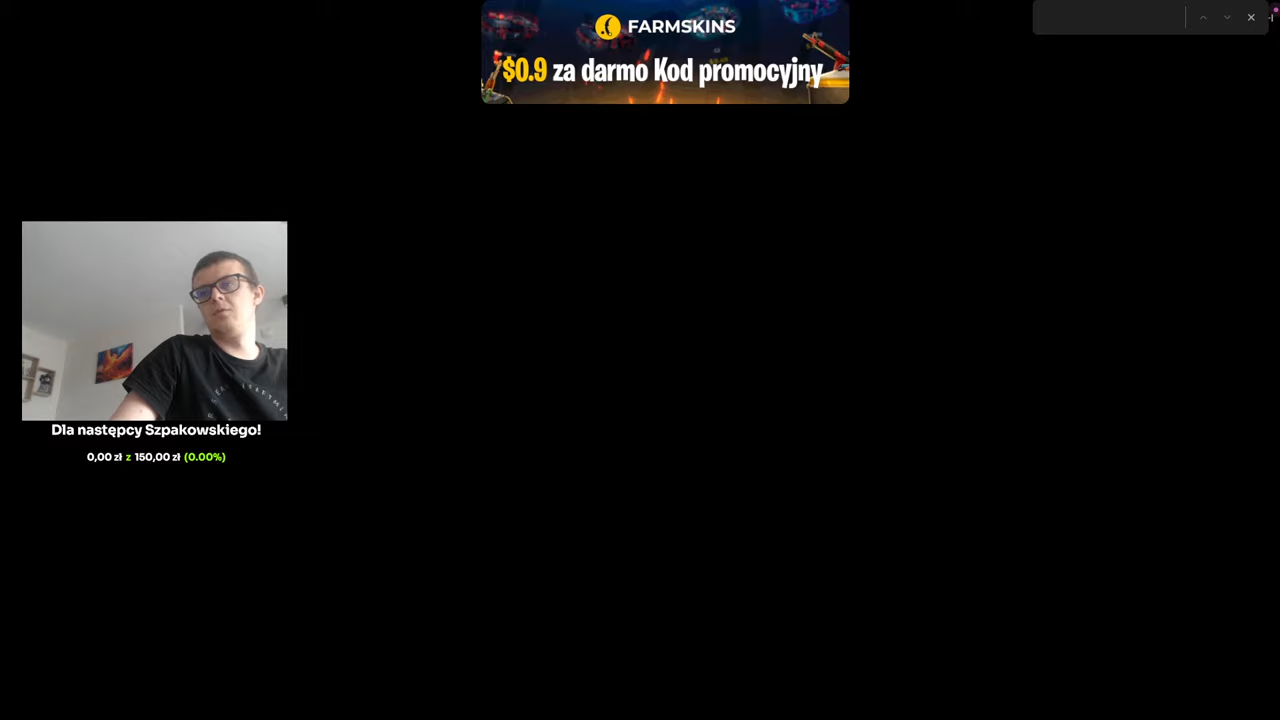 FARMSKINS
$0.9 za darmo Kod promocyjny
Dla następcy Szpakowskiego!
0,00 zł z 150,00 zł (0.00%)